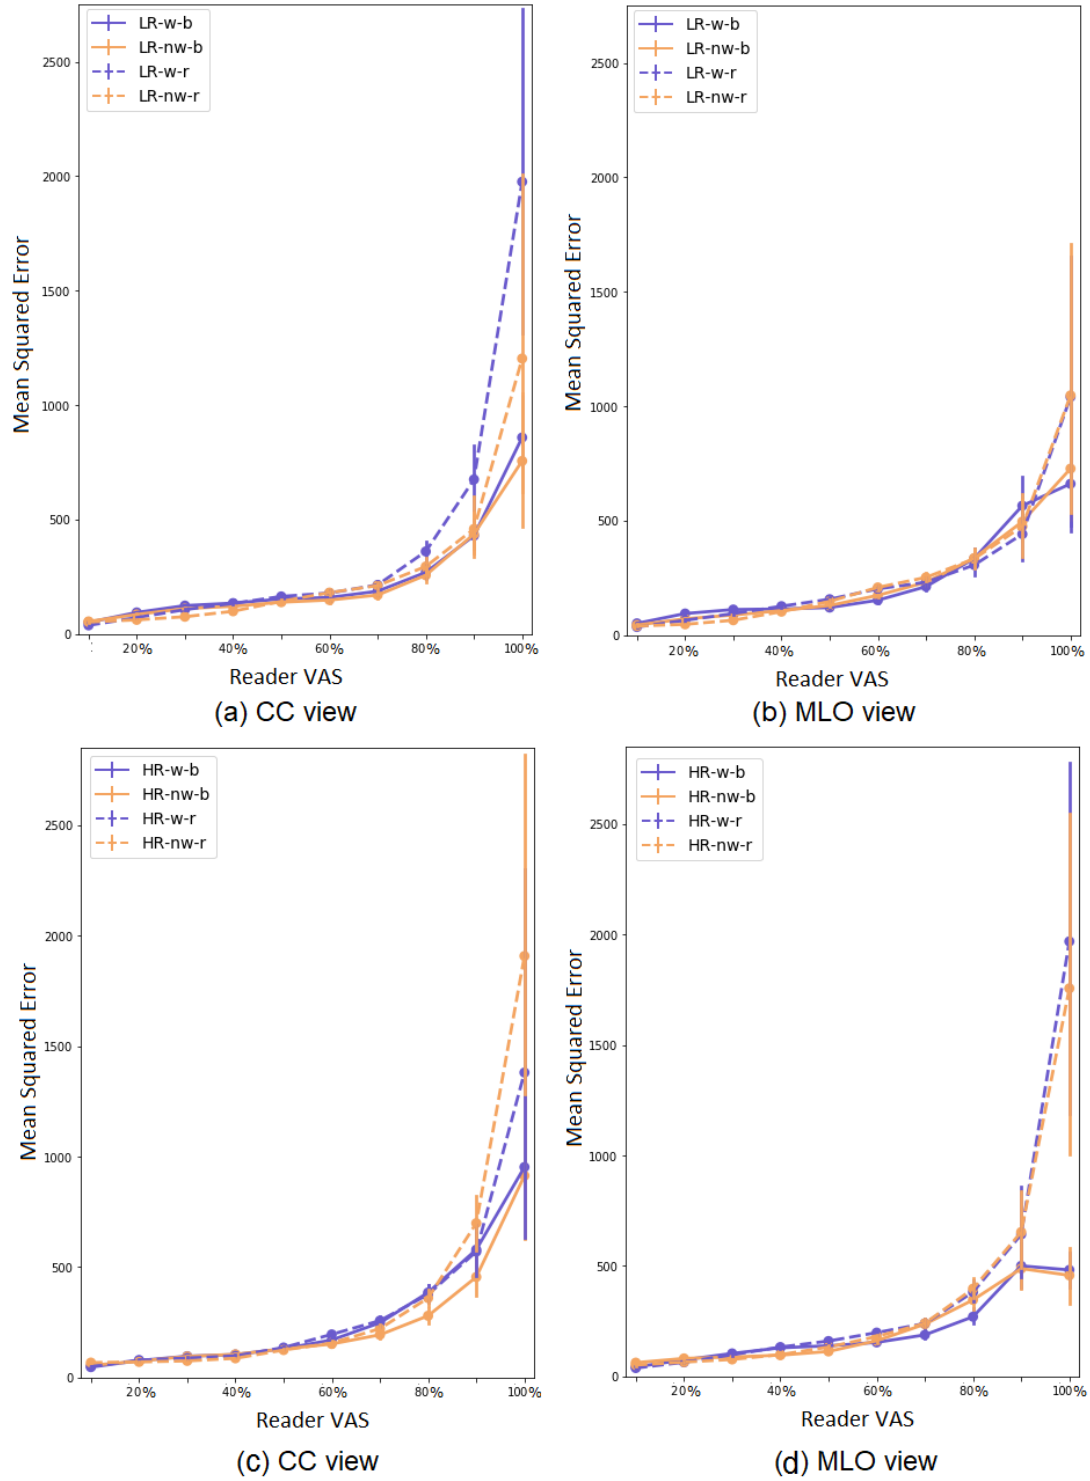 LR-w-b
LR-nw-b
LR-w-r
LR-nw-r
2500
2000
1500
1000
500
0
Mean Squared Error
20%
40%
60%
80%
100%
Reader VAS
(a) CC view
LR-w-b
LR-nw-b
LR-w-r
LR-nw-r
2500
2000
1500
1000
500
0
Mean Squared Error
20%
40%
60%
80%
100%
Reader VAS
(b) MLO view
HR-w-b
HR-nw-b
HR-w-r
HR-nw-r
2500
2000
1500
1000
500
0
Mean Squared Error
20%
40%
60%
80%
100%
Reader VAS
(c) CC view
HR-w-b
HR-nw-b
HR-w-r
HR-nw-r
2500
2000
1500
1000
500
0
Mean Squared Error
20%
40%
60%
80%
100%
Reader VAS
(d) MLO view